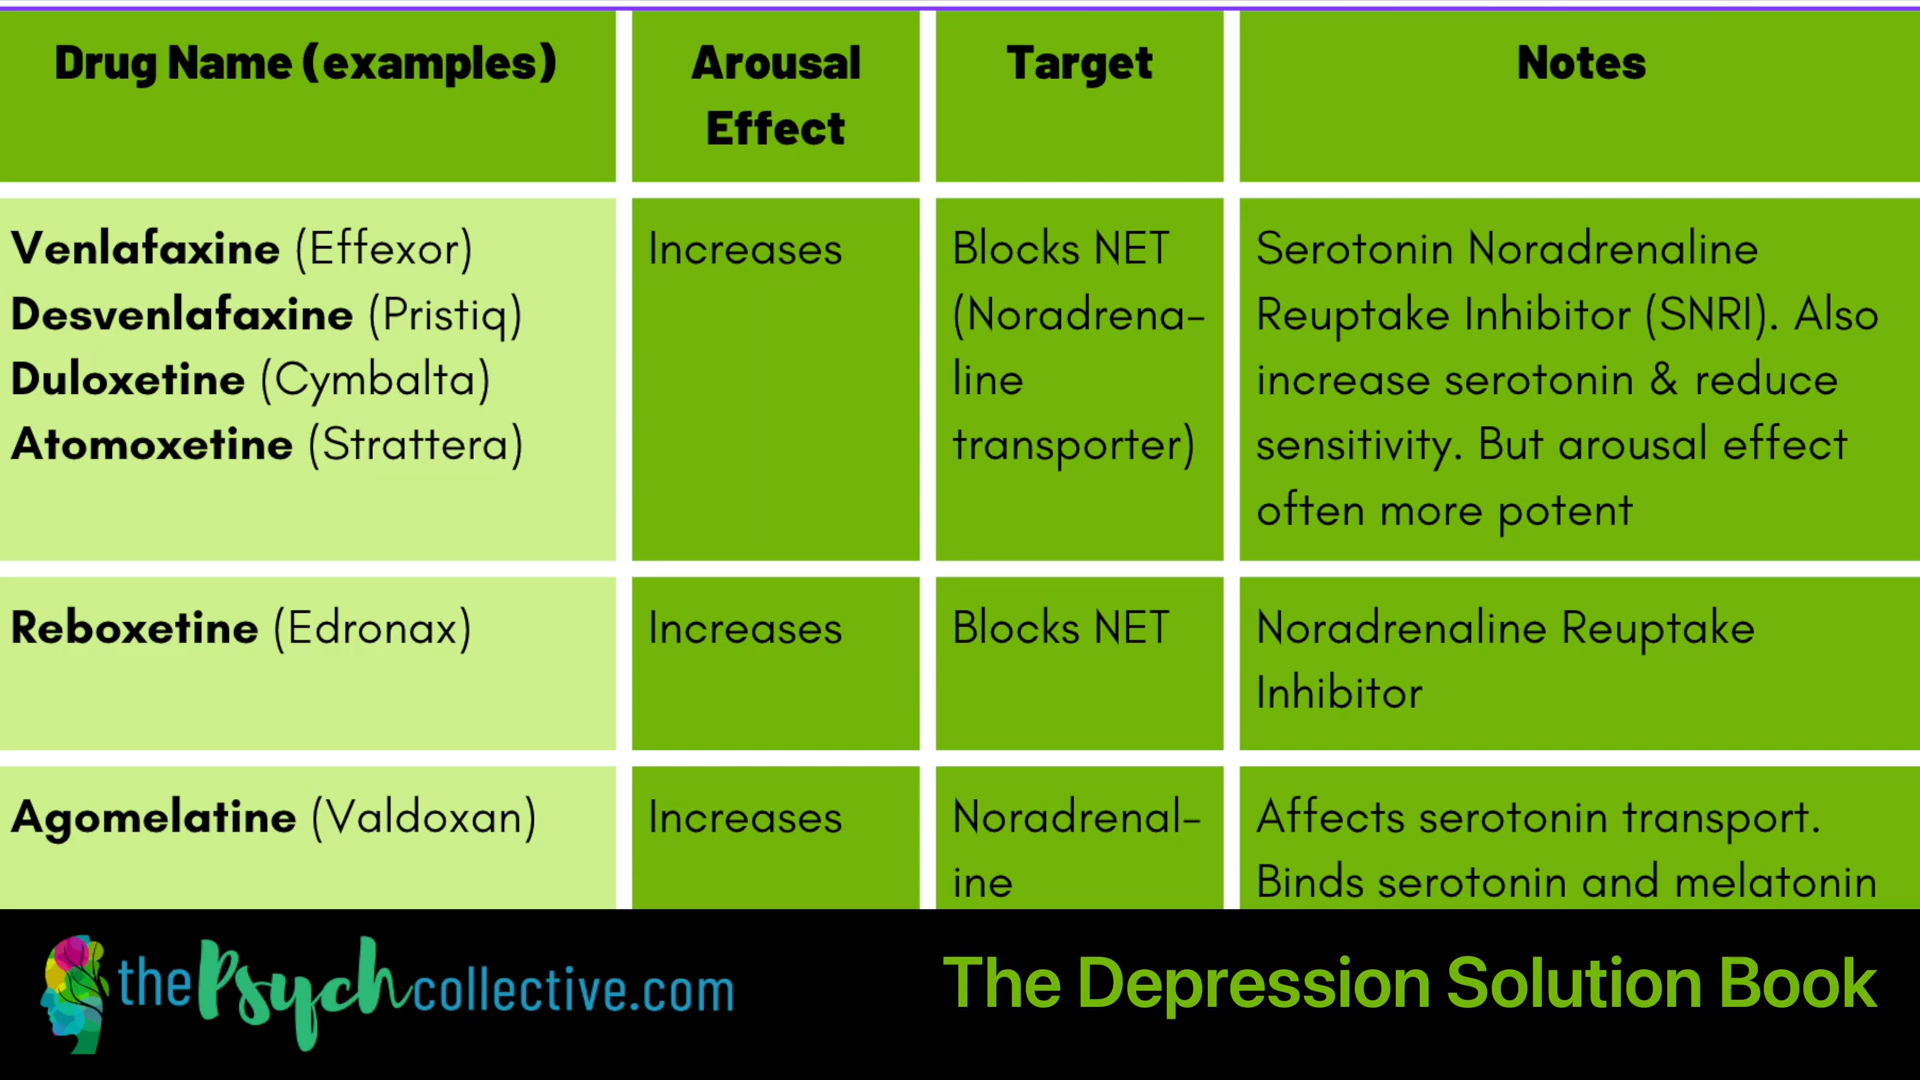 Drug Name (examples)
Arousal
Effect
Target
Notes
Venlafaxine (Effexor)
Desvenlafaxine (Pristiq)
Duloxetine (Cymbalta)
Atomoxetine (Strattera)
Increases
Blocks NET
(Noradrena-
line
transporter)
Serotonin Noradrenaline
Reuptake Inhibitor (SNRI). Also
increase serotonin & reduce
sensitivity. But arousal effect
often more potent
Reboxetine (Edronax)
Increases
Blocks NET
Noradrenaline Reuptake
Inhibitor
Agomelatine (Valdoxan)
Increases
Noradrenal-
ine
Affects serotonin transport.
Binds serotonin and melatonin
thePsychcollective.com
The Depression Solution Book